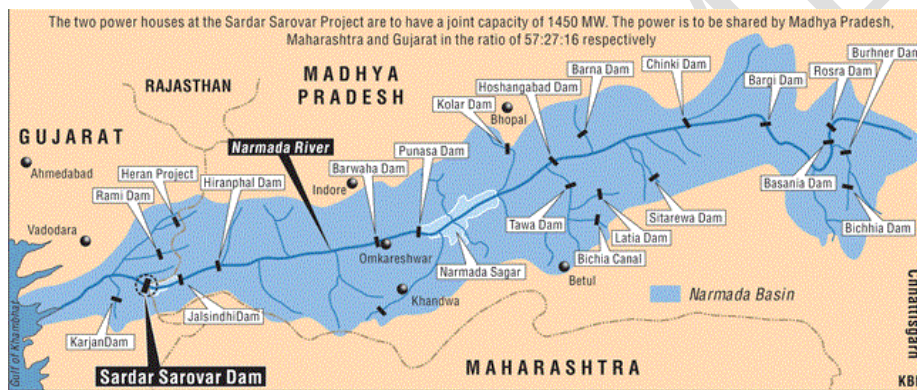 The two power houses at the Sardar Sarovar Project are to have a joint capacity of 1450 MW. The power is to be shared by Madhya Pradesh,
Maharashtra and Gujarat in the ratio of 57:27:16 respectively
RAJASTHAN
MADHYA
PRADESH
GUJARAT
Ahmedabad
Vadodara
Heran Project
Rami Dam
Hiranphal Dam
Narmada River
Indore
Barwaha Dam
Punasa Dam
Kolar Dam
Bhopal
Hoshangabad Dam
Barna Dam
Chinki Dam
Bargi Dam
Rosra Dam
Burhner Dam
Basania Dam
Bichhia Dam
Sitarewa Dam
Latia Dam
Bichia Canal
Tawa Dam
Betul
Narmada Sagar
Omkareshwar
Khandwa
JalsindhiDam
KarjanDam
Sardar Sarovar Dam
Gulf of Khambhat
MAHARASHTRA
Narmada Basin
Chhattisgarh
KBK